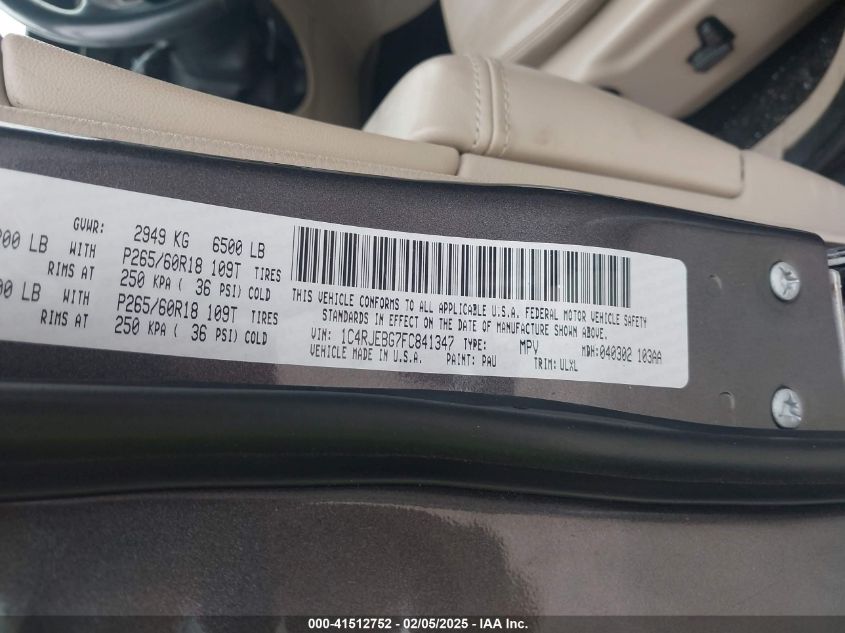 GVWR: 2949 KG 6500 LB
00 LB WITH P265/60R18 109T TIRES
RIMS AT 250 KPA ( 36 PSI) COLD
00 LB WITH P265/60R18 109T TIRES
RIMS AT 250 KPA ( 36 PSI) COLD
THIS VEHICLE CONFORMS TO ALL APPLICABLE U.S.A. FEDERAL MOTOR VEHICLE SAFETY
STANDARDS IN EFFECT ON THE DATE OF MANUFACTURE SHOWN ABOVE.
VIN: 1C4RJEBG7FC841347 TYPE: MPV MDH:040302 103AA
VEHICLE MADE IN U.S.A. PAINT: PAU TRIM: ULXL
000-41512752 - 02/05/2025 - IAA Inc.